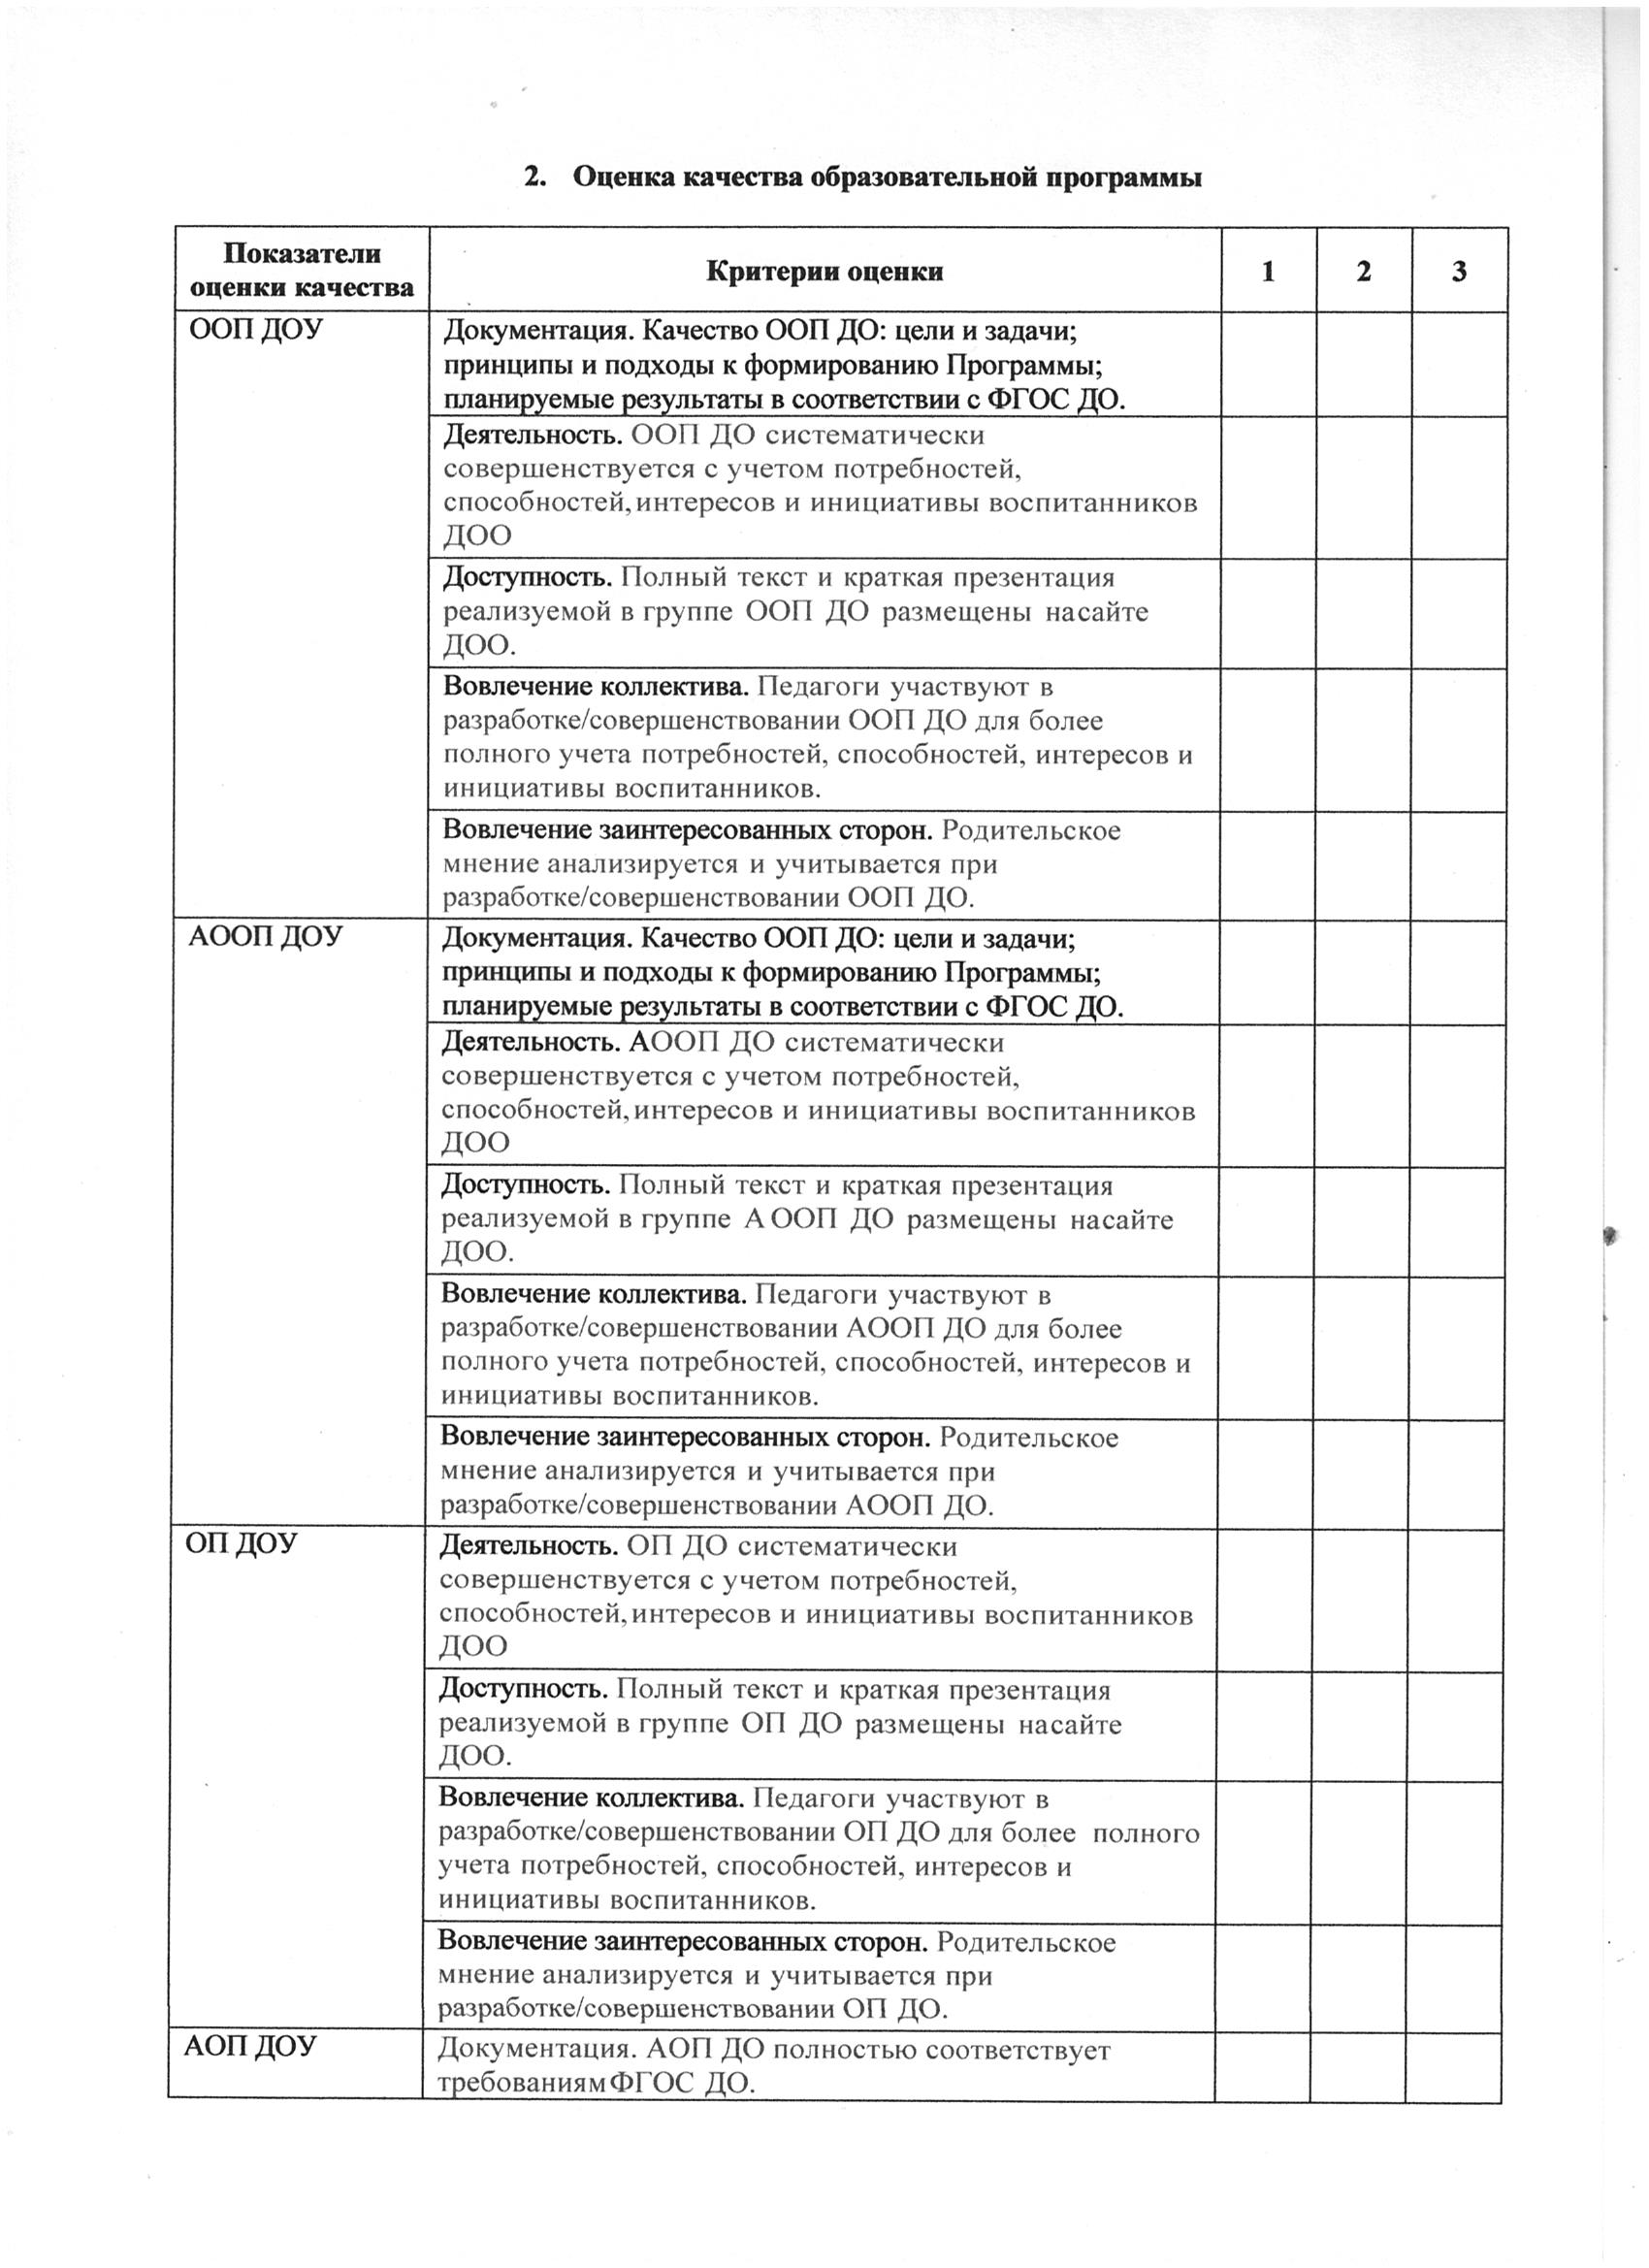 2. Оценка качества образовательной программы
Показатели
оценки качества
Критерии оценки
1
2
3
ООП ДОУ
Документация. Качество ООП ДО: цели и задачи;
принципы и подходы к формированию Программы;
планируемые результаты в соответствии с ФГОС ДО.
Деятельность. ООП ДО систематически
совершенствуется с учетом потребностей,
способностей,интересов и инициативы воспитанников
ДОО
Доступность. Полный текст и краткая презентация
реализуемой в группе ООП ДО размещены насайте
ДОО.
Вовлечение коллектива. Педагоги участвуют в
разработке/совершенствовании ООП ДО для более
полного учета потребностей, способностей, интересов и
инициативы воспитанников.
Вовлечение заинтересованных сторон. Родительское
мнение анализируется и учитывается при
разработке/совершенствовании ООП ДО.
АООП ДОУ
Документация. Качество ООП ДО: цели и задачи;
принципы и подходы к формированию Программы;
планируемые результаты в соответствии с ФГОС ДО.
Деятельность. АООП ДО систематически
совершенствуется с учетом потребностей,
способностей,интересов и инициативы воспитанников
ДОО
Доступность. Полный текст и краткая презентация
реализуемой в группе А ООП ДО размещены насайте
ДОО.
Вовлечение коллектива. Педагоги участвуют в
разработке/совершенствовании АООП ДО для более
полного учета потребностей, способностей, интересов и
инициативы воспитанников.
Вовлечение заинтересованных сторон. Родительское
мнение анализируется и учитывается при
разработке/совершенствовании АООП ДО.
ОП ДОУ
Деятельность. ОП ДО систематически
совершенствуется с учетом потребностей,
способностей,интересов и инициативы воспитанников
ДОО
Доступность. Полный текст и краткая презентация
реализуемой в группе ОП ДО размещены насайте
ДОО.
Вовлечение коллектива. Педагоги участвуют в
разработке/совершенствовании ОП ДО для более полного
учета потребностей, способностей, интересов и
инициативы воспитанников.
Вовлечение заинтересованных сторон. Родительское
мнение анализируется и учитывается при
разработке/совершенствовании ОП ДО.
АОП ДОУ
Документация. АОП ДО полностью соответствует
требованиямФГОС ДО.